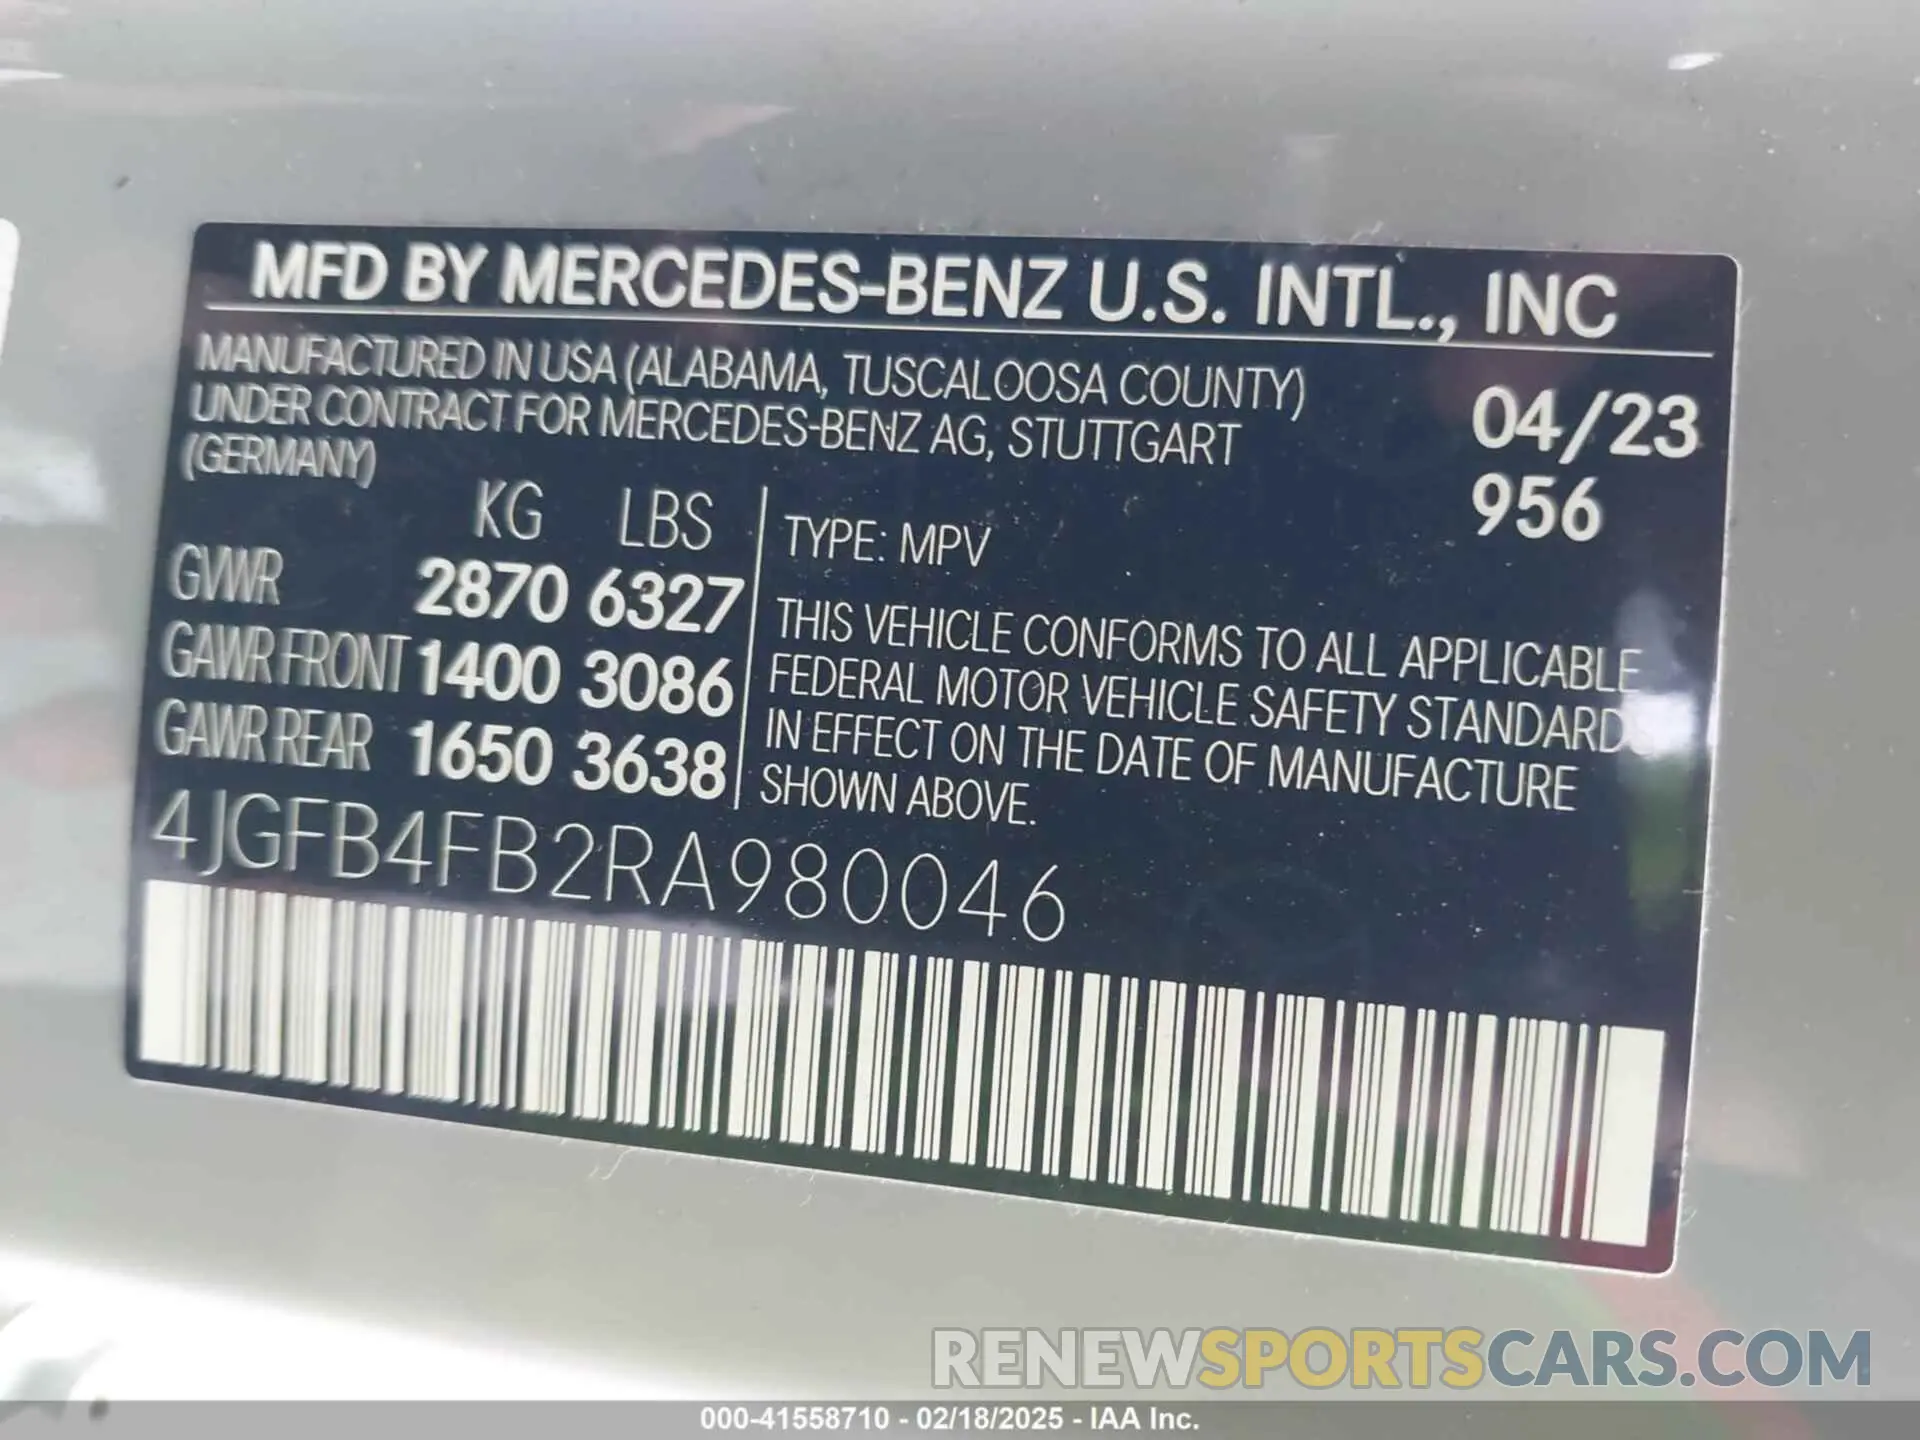 MFD BY MERCEDES-BENZ U.S. INTL., INC
MANUFACTURED IN USA (ALABAMA, TUSCALOOSA COUNTY)
UNDER CONTRACT FOR MERCEDES-BENZ AG, STUTTGART
(GERMANY)
04/23
956
KG LBS
GVWR 2870 6327
GAWR FRONT 1400 3086
GAWR REAR 1650 3638
TYPE: MPV
THIS VEHICLE CONFORMS TO ALL APPLICABLE
FEDERAL MOTOR VEHICLE SAFETY STANDARDS
IN EFFECT ON THE DATE OF MANUFACTURE
SHOWN ABOVE.
4JGFB4FB2RA980046
RENEWSPORTSCARS.COM
000-41558710 - 02/18/2025 - IAA Inc.